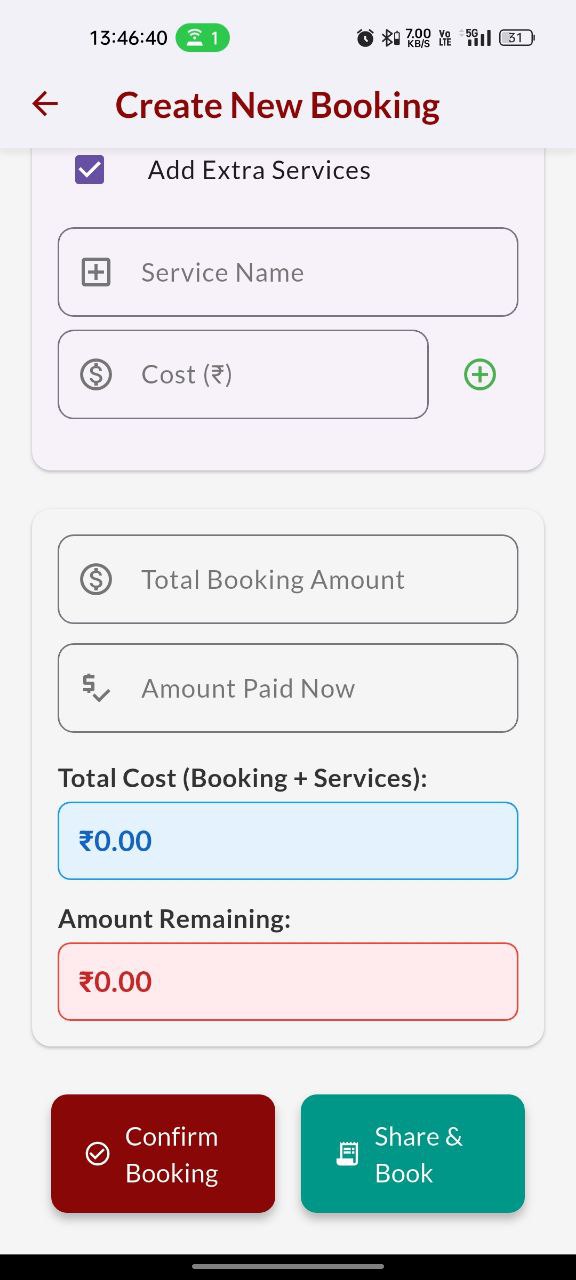 13:46:40 1 7.00 KB/S Vo LTE 5G 31
Create New Booking
Add Extra Services
Service Name
Cost (₹)
Total Booking Amount
Amount Paid Now
Total Cost (Booking + Services):
₹0.00
Amount Remaining:
₹0.00
Confirm
Booking
Share &
Book